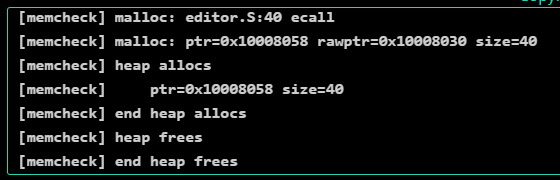 [memcheck] malloc: editor.S:40 ecall
[memcheck] malloc: ptr=0x10008058 rawptr=0x10008030 size=40
[memcheck] heap allocs
[memcheck]     ptr=0x10008058 size=40
[memcheck] end heap allocs
[memcheck] heap frees
[memcheck] end heap frees